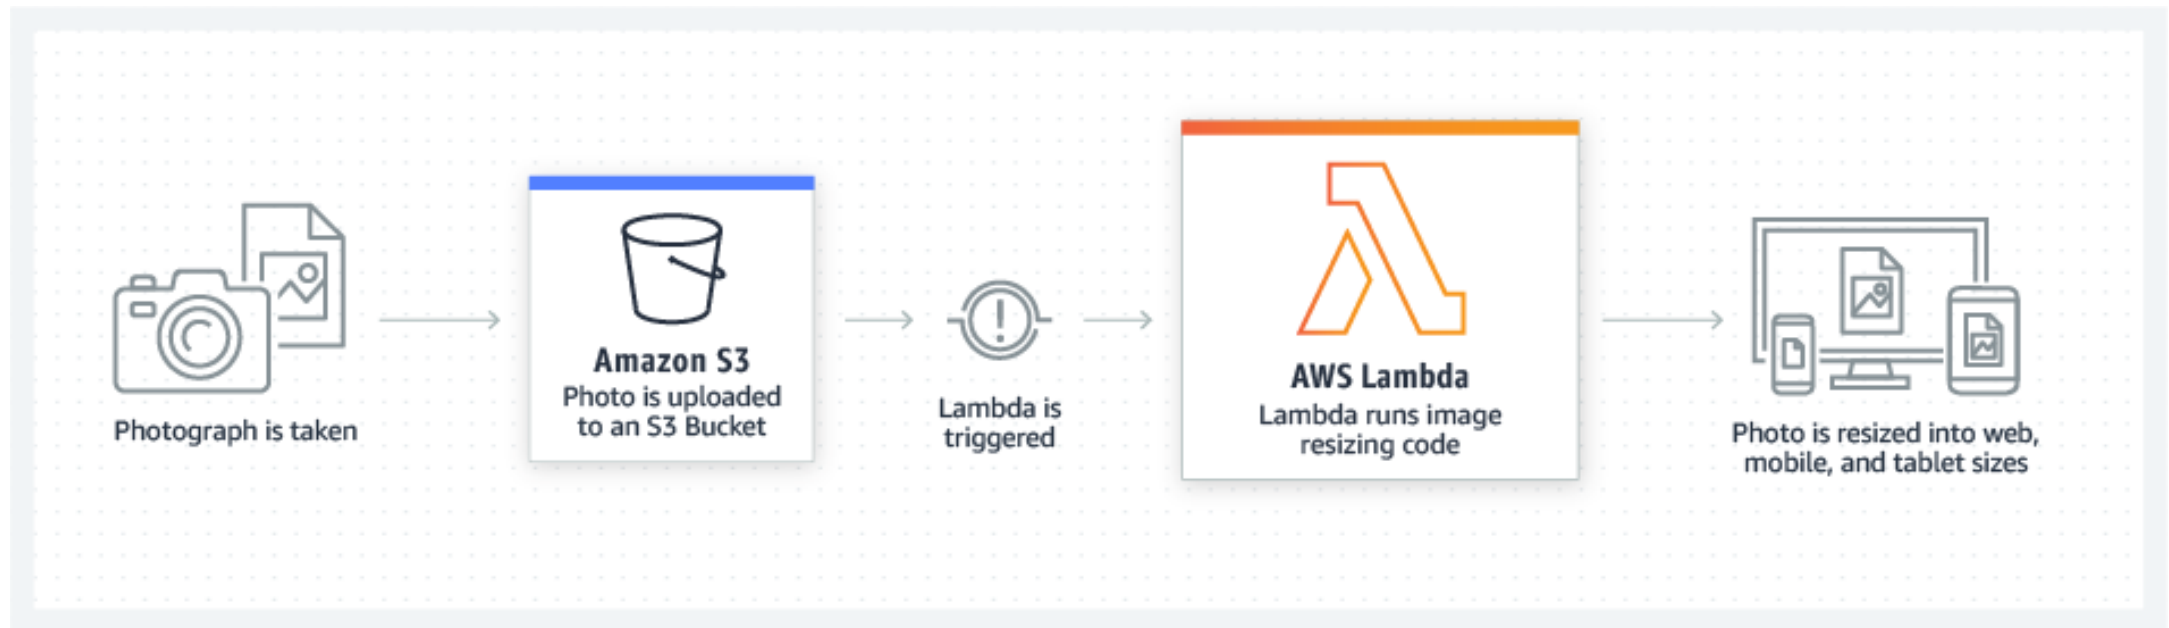 Photograph is taken
Amazon S3
Photo is uploaded
to an S3 Bucket
Lambda is
triggered
AWS Lambda
Lambda runs image
resizing code
Photo is resized into web,
mobile, and tablet sizes